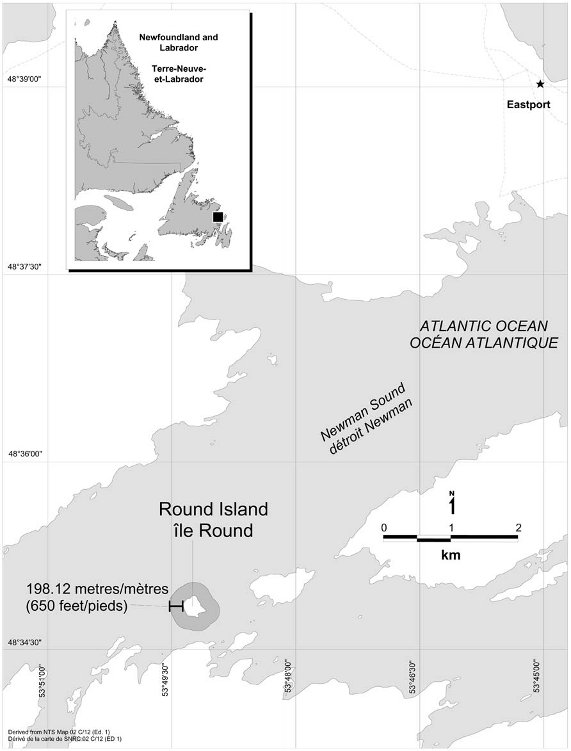 Newfoundland and
Labrador
Terre-Neuve-
et-Labrador
48°39'00"
Eastport
48°37'30"
ATLANTIC OCEAN
OCÉAN ATLANTIQUE
Newman Sound
détroit Newman
48°36'00"
Round Island
île Round
N
0 1 2
km
198.12 metres/mètres
(650 feet/pieds)
48°34'30"
53°51'00"
53°49'30"
53°48'00"
53°46'30"
53°45'00"
Derived from NTS Map 02 C/12 (Ed. 1)
Dérivé de la carte de SNRC 02 C/12 (ÉD 1)